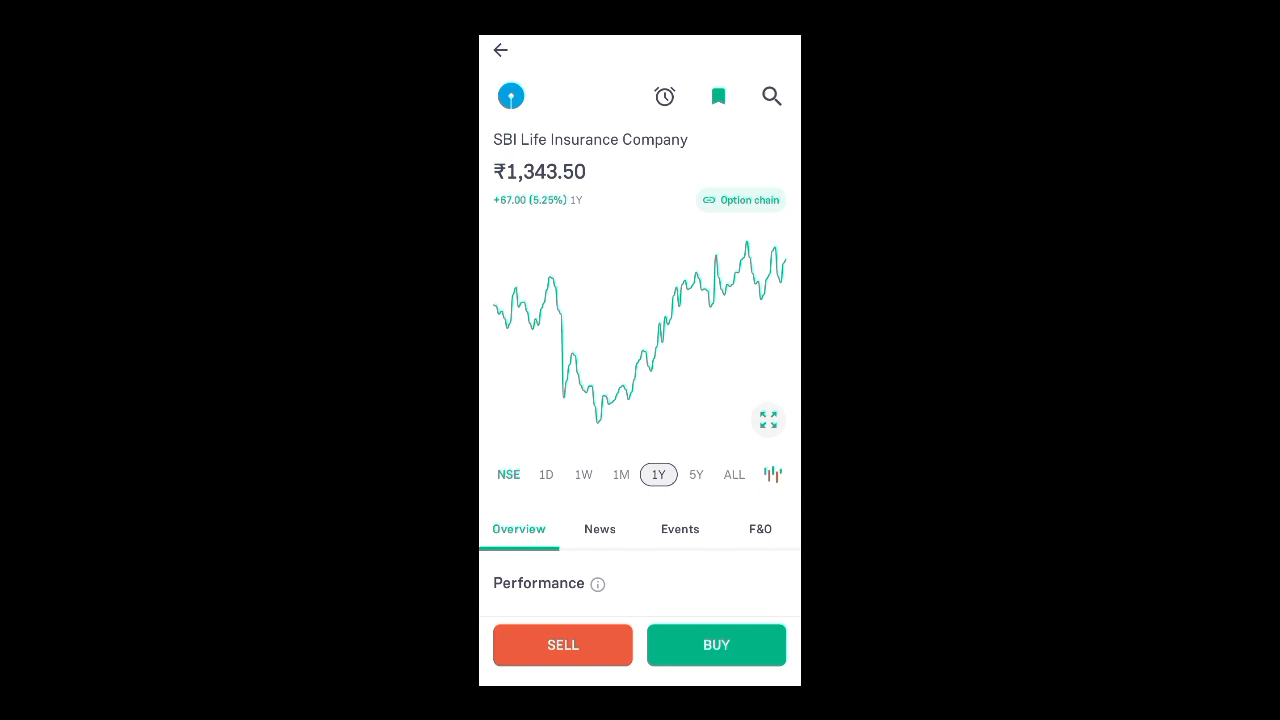 SBI Life Insurance Company
₹1,343.50
+67.00 (5.25%) 1Y
Option chain
NSE 1D 1W 1M 1Y 5Y ALL
Overview News Events F&O
Performance
SELL BUY